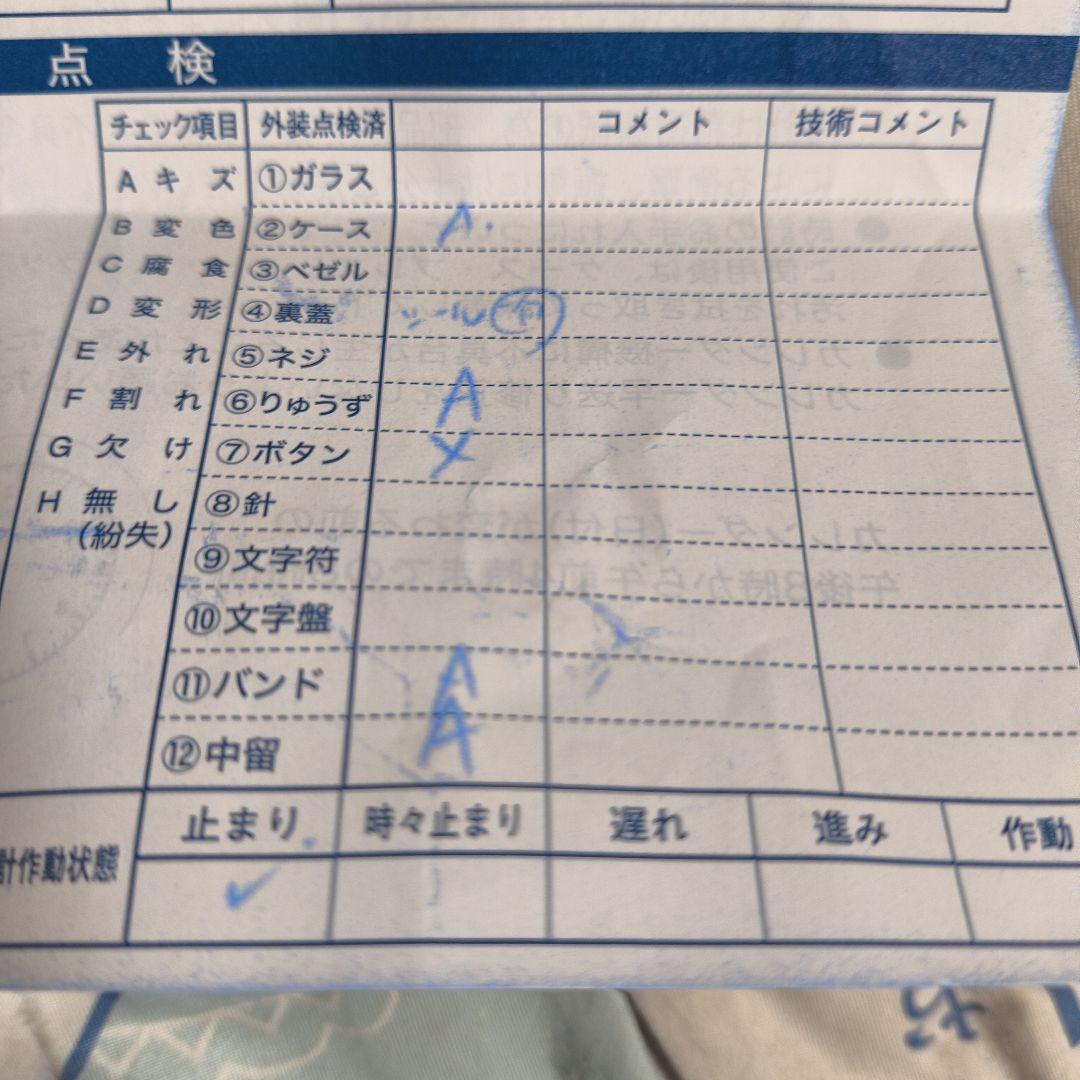 点検
チェック項目 外装点検済 コメント 技術コメント
A キズ ①ガラス
B 変色 ②ケース A.
C 腐食 ③ベゼル
D 変形 ④裏蓋 シール有
E 外れ ⑤ネジ
F 割れ ⑥りゅうず A
G 欠け ⑦ボタン X
H 無し ⑧針
(紛失)
⑨文字符
⑩文字盤
⑪バンド A
⑫中留 A
止まり 時々止まり 遅れ 進み 作動
計作動状態 ✓